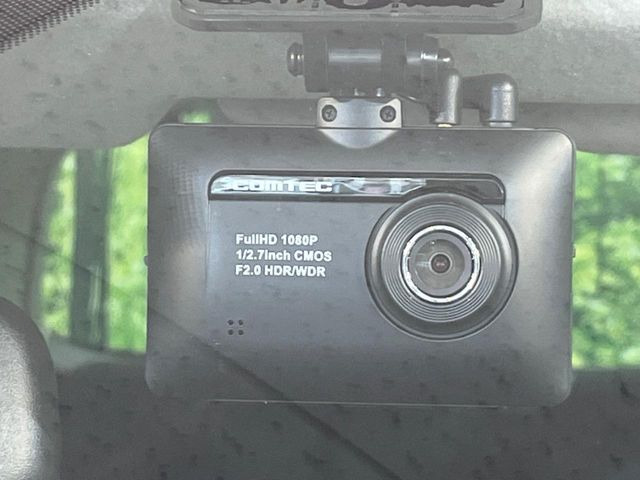 COMTEC
FullHD 1080P
1/2.7inch CMOS
F2.0 HDR/WDR